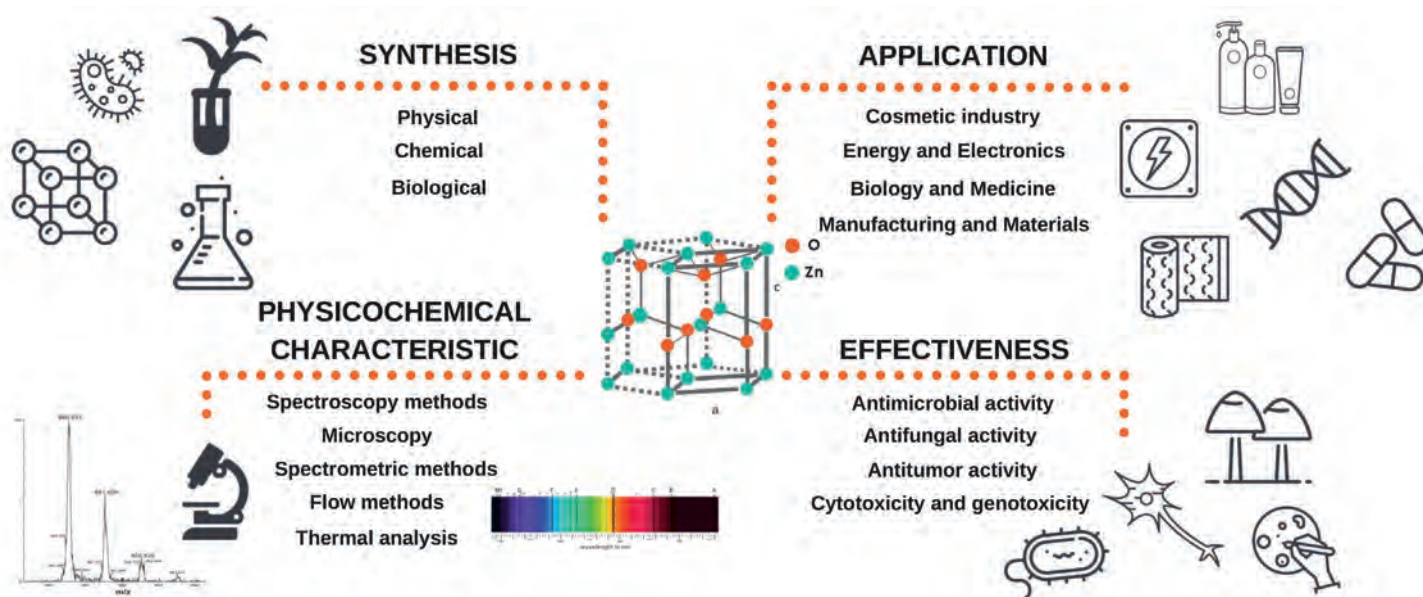 SYNTHESIS
Physical
Chemical
Biological
APPLICATION
Cosmetic industry
Energy and Electronics
Biology and Medicine
Manufacturing and Materials
O
Zn
c
a
PHYSICOCHEMICAL
CHARACTERISTIC
Spectroscopy methods
Microscopy
Spectrometric methods
Flow methods
Thermal analysis
m/z
EFFECTIVENESS
Antimicrobial activity
Antifungal activity
Antitumor activity
Cytotoxicity and genotoxicity